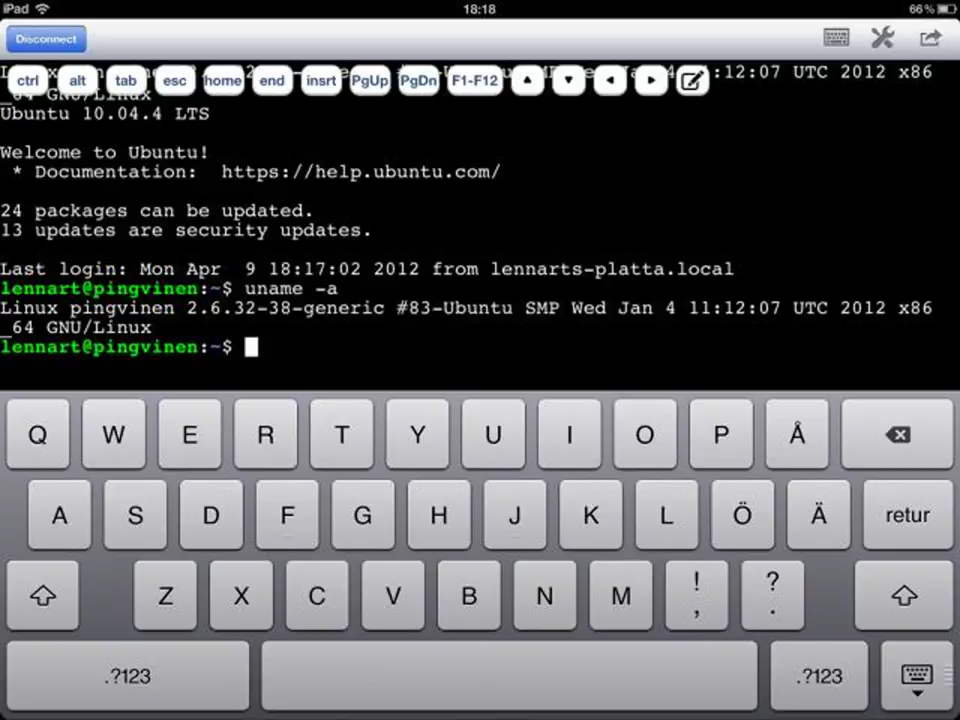 iPad 18:18 66 %
Disconnect
ctrl alt tab esc home end insrt PgUp PgDn F1-F12
:12:07 UTC 2012 x86
_64 GNU/Linux
Ubuntu 10.04.4 LTS
Welcome to Ubuntu!
* Documentation: https://help.ubuntu.com/
24 packages can be updated.
13 updates are security updates.
Last login: Mon Apr 9 18:17:02 2012 from lennarts-platta.local
lennart@pingvinen:~$ uname -a
Linux pingvinen 2.6.32-38-generic #83-Ubuntu SMP Wed Jan 4 11:12:07 UTC 2012 x86
_64 GNU/Linux
lennart@pingvinen:~$
Q W E R T Y U I O P Å
A S D F G H J K L Ö Ä retur
Z X C V B N M ! , ? .
.?123 .?123